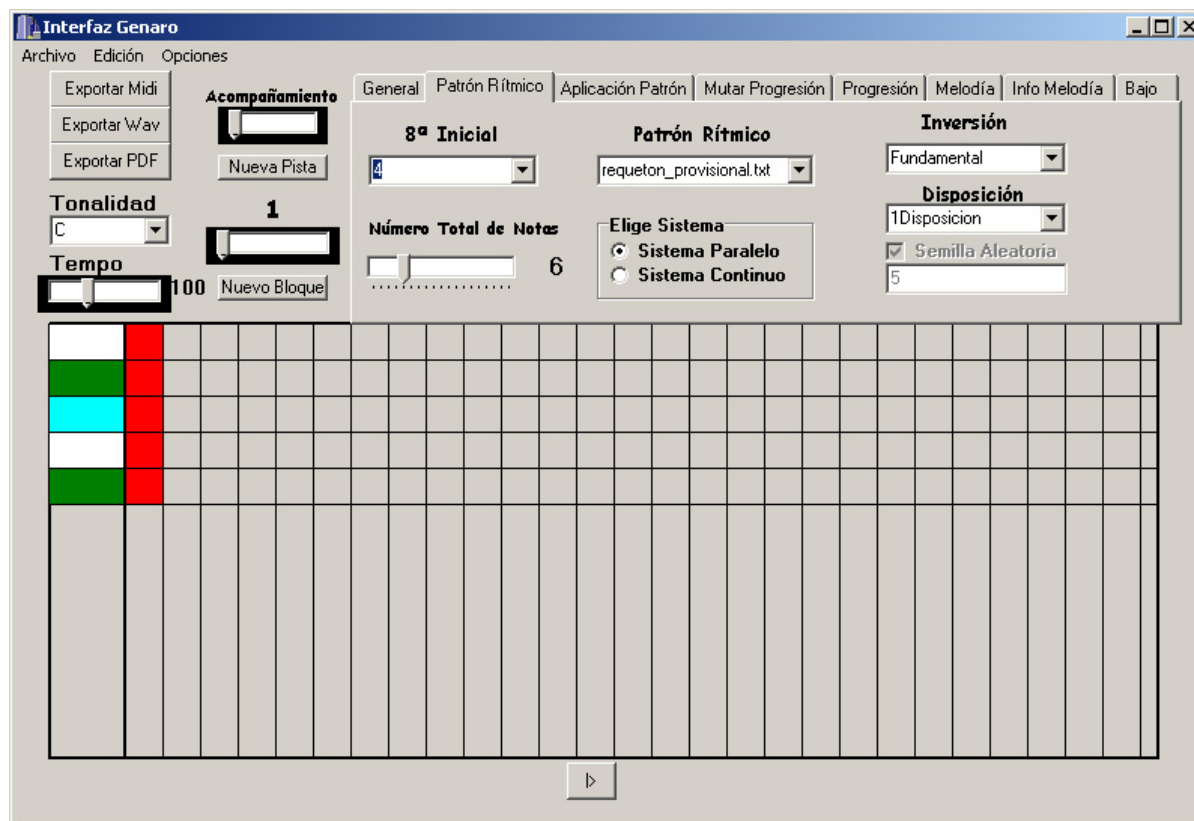 Interfaz Genaro
Archivo Edición Opciones
Exportar Midi
Exportar Wav
Exportar PDF
Acompañamiento
Nueva Pista
Tonalidad
C
1
Tempo
100
Nuevo Bloque
General Patrón Rítmico Aplicación Patrón Mutar Progresión Progresión Melodía Info Melodía Bajo
8ª Inicial
4
Número Total de Notas
6
Patrón Rítmico
requeton_provisional.txt
Elige Sistema
Sistema Paralelo
Sistema Continuo
Inversión
Fundamental
Disposición
1Disposicion
Semilla Aleatoria
5